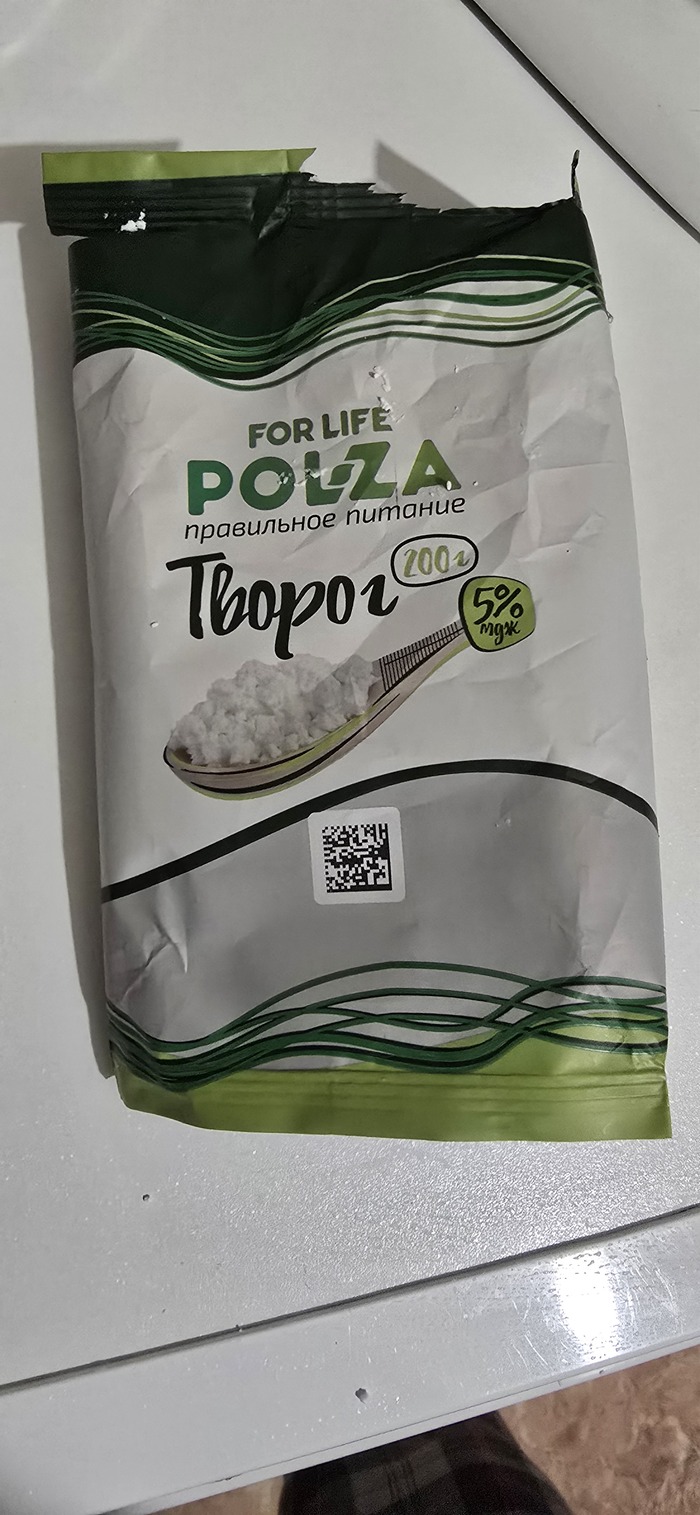 FOR LIFE
POLZA
правильное питание
Творог
200г
5%
мдж